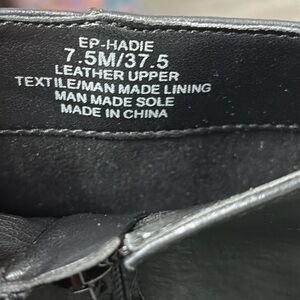 EP-HADIE
7.5M/37.5
LEATHER UPPER
TEXTILE/MAN MADE LINING
MAN MADE SOLE
MADE IN CHINA